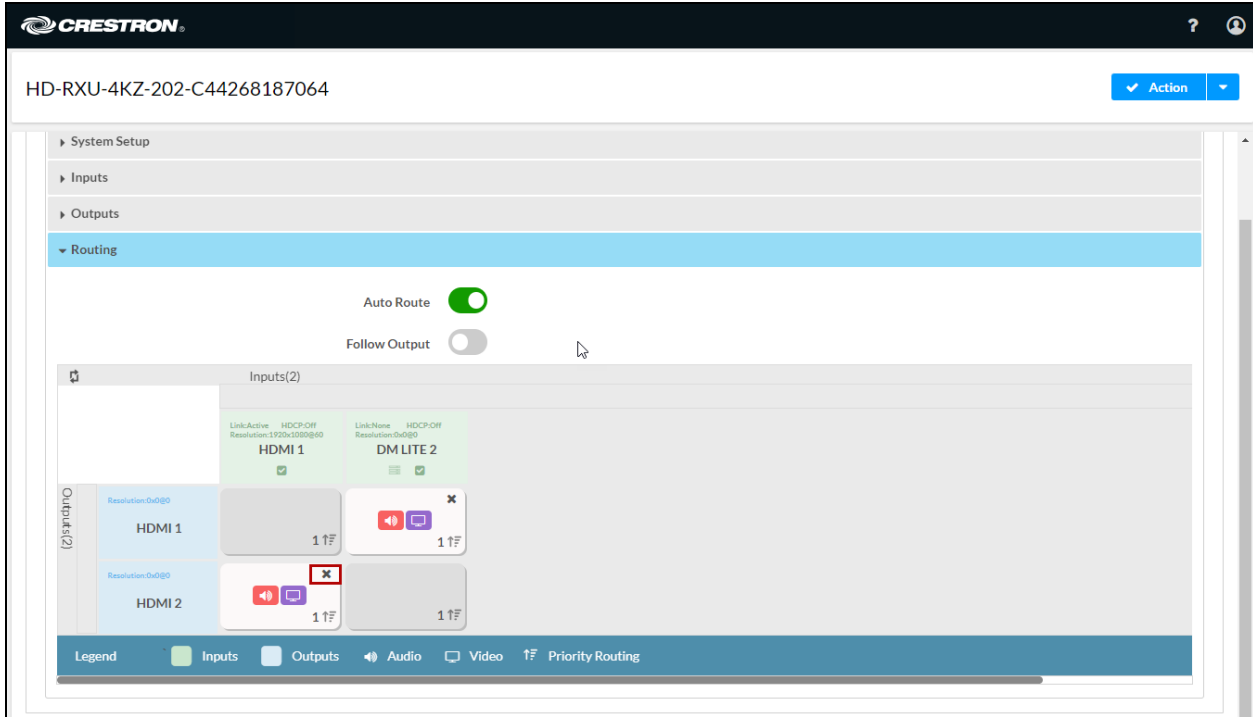 CRESTRON®
?
HD-RXU-4KZ-202-C44268187064
Action
System Setup
Inputs
Outputs
Routing
Auto Route
Follow Output
Inputs(2)
Link:Active HDCP:Off
Resolution:1920x1080@60
HDMI 1
Link:None HDCP:Off
Resolution:0x0@0
DM LITE 2
Outputs(2)
Resolution:0x0@0
HDMI 1
1
1
Resolution:0x0@0
HDMI 2
1
1
Legend Inputs Outputs Audio Video Priority Routing